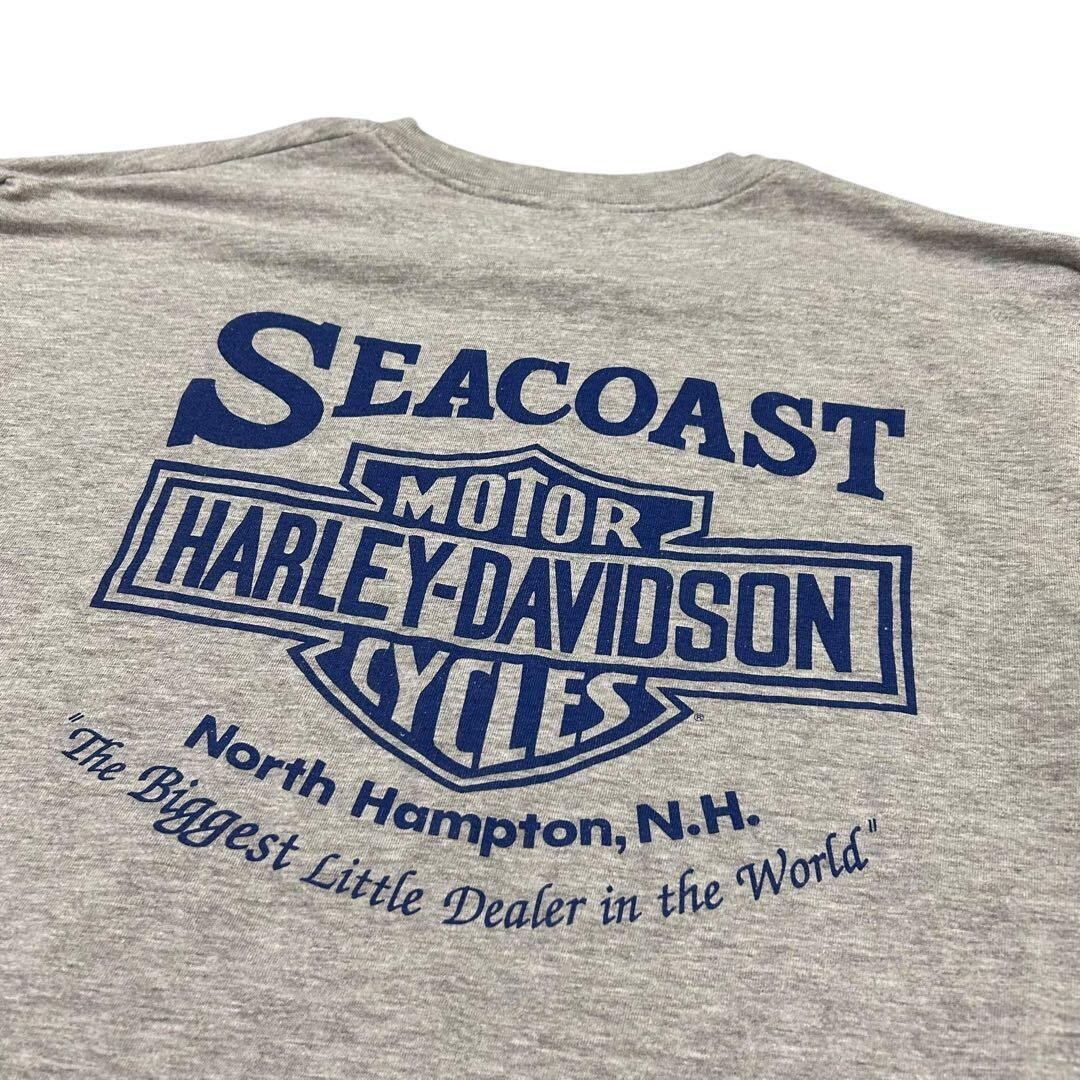 SEACOAST
MOTOR
HARLEY-DAVIDSON
CYCLES
®
North Hampton, N.H.
"The Biggest Little Dealer in the World"